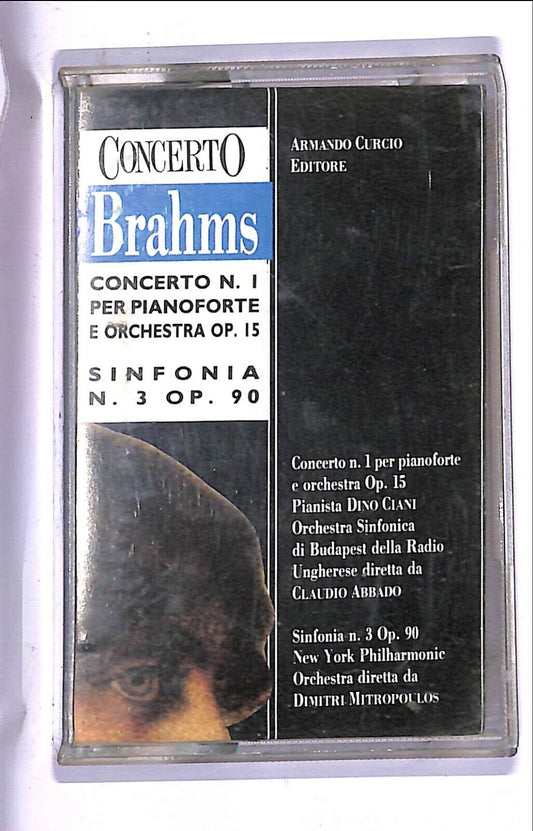 CONCERTO
Brahms
CONCERTO N. 1
PER PIANOFORTE
E ORCHESTRA OP. 15
SINFONIA
N. 3 OP. 90
ARMANDO CURCIO
EDITORE
Concerto n. 1 per pianoforte
e orchestra Op. 15
Pianista DINO CIANI
Orchestra Sinfonica
di Budapest della Radio
Ungherese diretta da
CLAUDIO ABBADO
Sinfonia n. 3 Op. 90
New York Philharmonic
Orchestra diretta da
DIMITRI MITROPOULOS